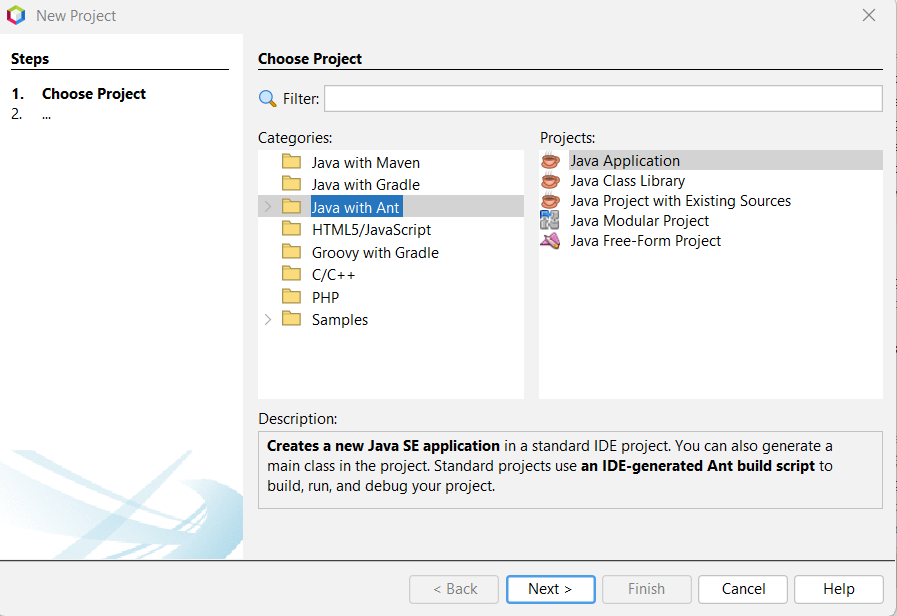 New Project
Steps
1. Choose Project
2. ...
Choose Project
Filter:
Categories:
Java with Maven
Java with Gradle
Java with Ant
HTML5/JavaScript
Groovy with Gradle
C/C++
PHP
Samples
Projects:
Java Application
Java Class Library
Java Project with Existing Sources
Java Modular Project
Java Free-Form Project
Description:
Creates a new Java SE application in a standard IDE project. You can also generate a
main class in the project. Standard projects use an IDE-generated Ant build script to
build, run, and debug your project.
< Back Next > Finish Cancel Help